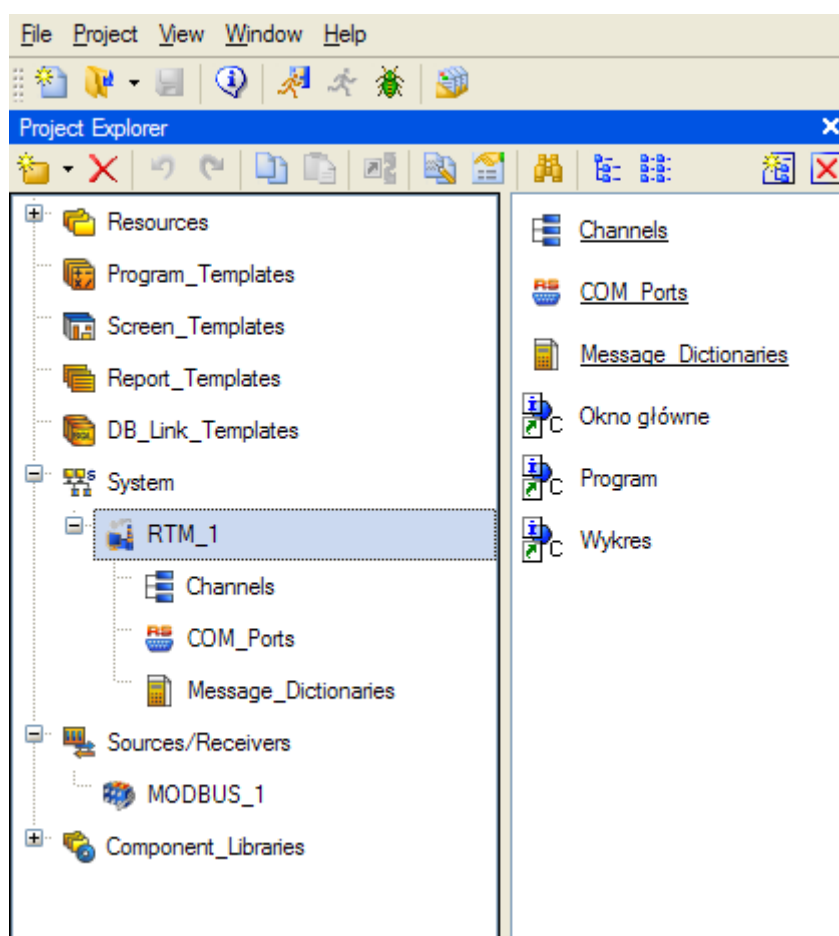 File Project View Window Help
Project Explorer
Resources
Program_Templates
Screen_Templates
Report_Templates
DB_Link_Templates
System
RTM_1
Channels
COM_Ports
Message_Dictionaries
Sources/Receivers
MODBUS_1
Component_Libraries
Channels
COM_Ports
Message_Dictionaries
Okno główne
Program
Wykres